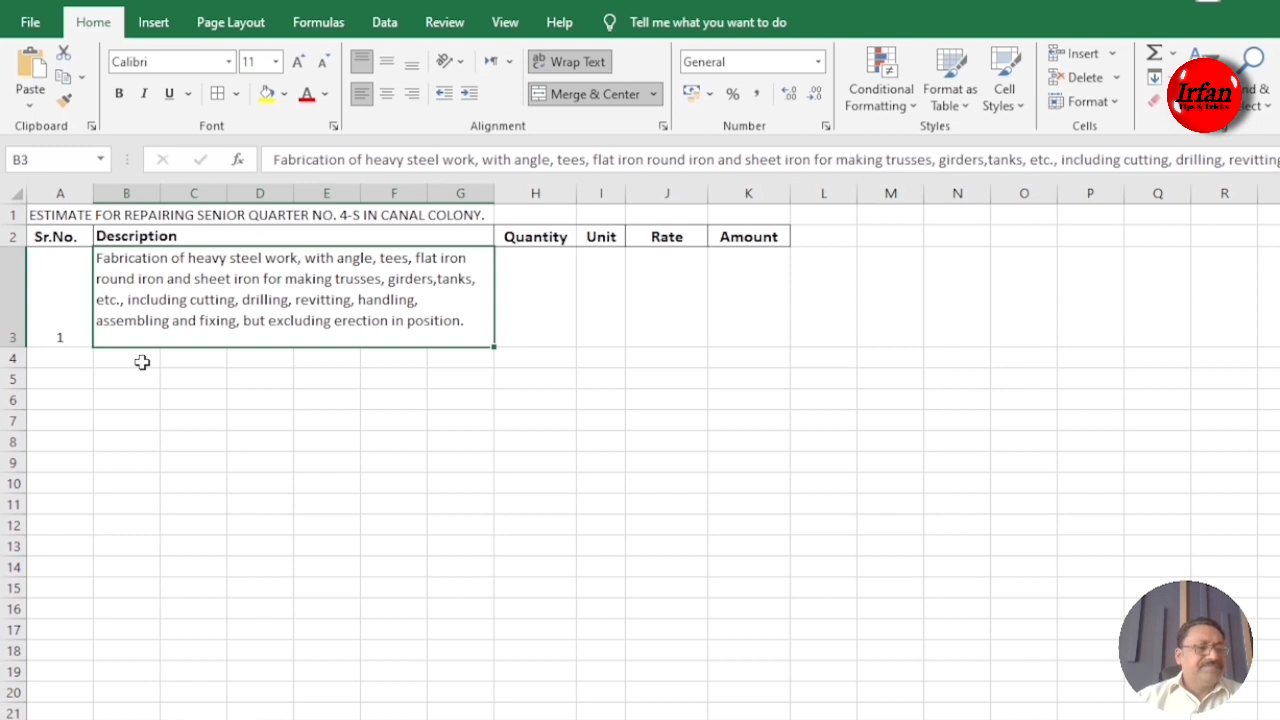 File Home Insert Page Layout Formulas Data Review View Help Tell me what you want to do
Calibri 11 Wrap Text General Insert
Paste B I U Merge & Center % , Conditional Formatting Format as Table Cell Styles Delete Format
Irfan
Tips & Tricks
Clipboard Font Alignment Number Styles Cells
B3 fx Fabrication of heavy steel work, with angle, tees, flat iron round iron and sheet iron for making trusses, girders,tanks, etc., including cutting, drilling, revitting
A B C D E F G H I J K L M N O P Q R
1 ESTIMATE FOR REPAIRING SENIOR QUARTER NO. 4-S IN CANAL COLONY.
2 Sr.No. Description Quantity Unit Rate Amount
Fabrication of heavy steel work, with angle, tees, flat iron
round iron and sheet iron for making trusses, girders,tanks,
etc., including cutting, drilling, revitting, handling,
assembling and fixing, but excluding erection in position.
3 1
4
5
6
7
8
9
10
11
12
13
14
15
16
17
18
19
20
21